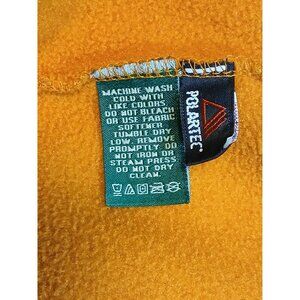 MACHINE WASH
COLD WITH
LIKE COLORS.
DO NOT BLEACH
OR USE FABRIC
SOFTENER
TUMBLE DRY
LOW, REMOVE
PROMPTLY DO
NOT IRON OR
STEAM PRESS
DO NOT DRY
CLEAN.
POLARTEC